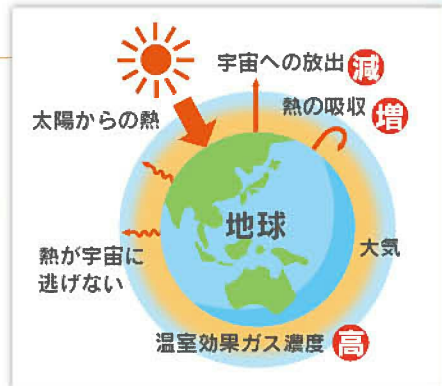 宇宙への放出 減
熱の吸収 増
太陽からの熱
地球
大気
熱が宇宙に
逃げない
温室効果ガス濃度 高